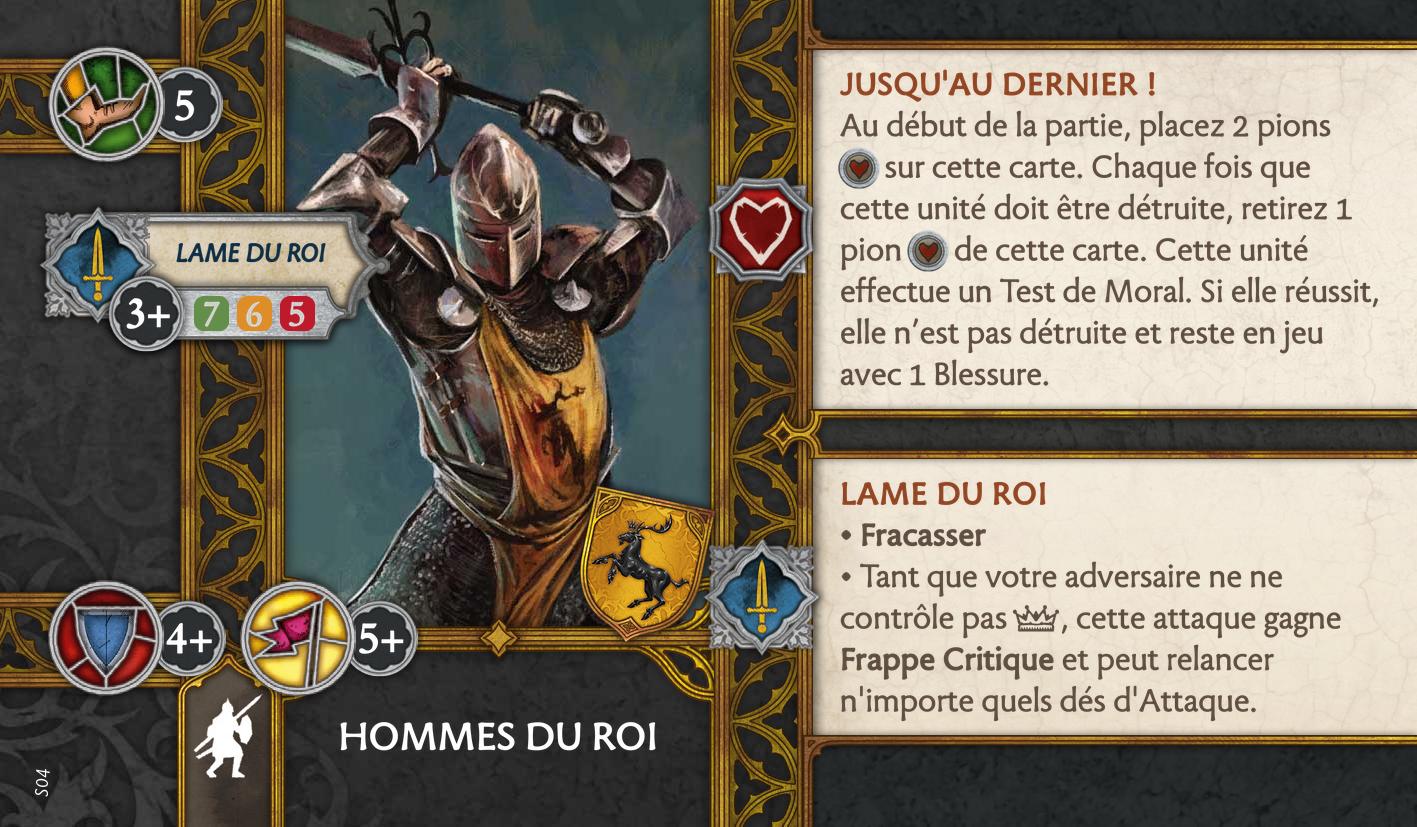 5
LAME DU ROI
3+ 7 6 5
4+ 5+
HOMMES DU ROI
S04
JUSQU'AU DERNIER !
Au début de la partie, placez 2 pions
sur cette carte. Chaque fois que
cette unité doit être détruite, retirez 1
pion de cette carte. Cette unité
effectue un Test de Moral. Si elle réussit,
elle n’est pas détruite et reste en jeu
avec 1 Blessure.
LAME DU ROI
• Fracasser
• Tant que votre adversaire ne ne
contrôle pas , cette attaque gagne
Frappe Critique et peut relancer
n'importe quels dés d'Attaque.